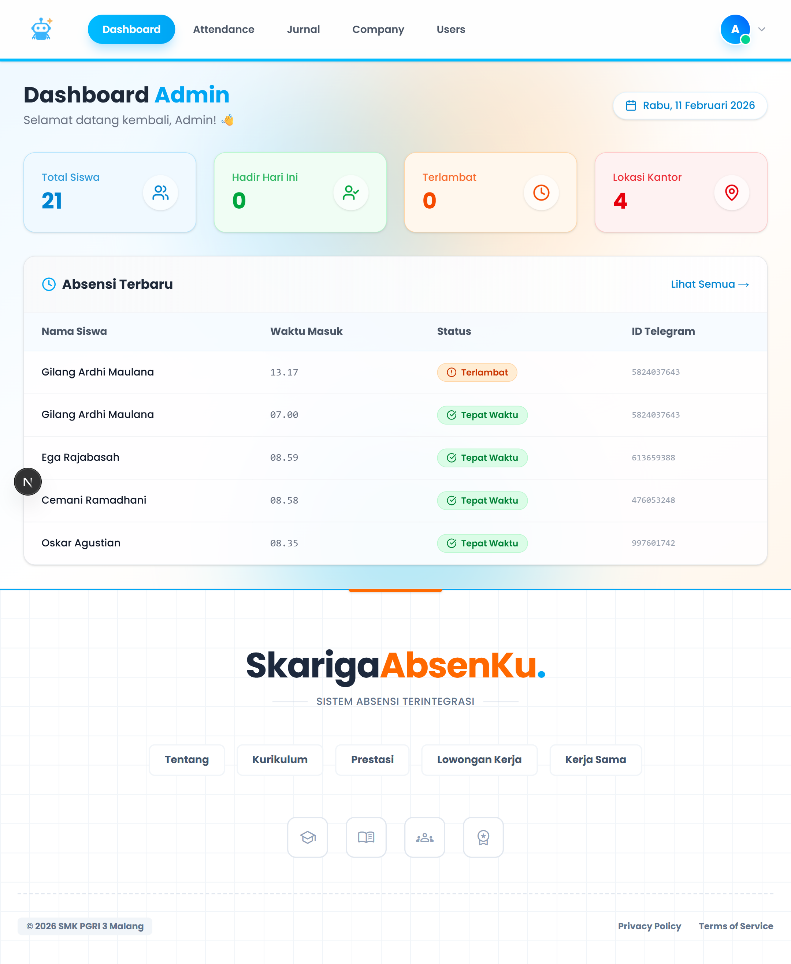 Dashboard Attendance Jurnal Company Users A
Dashboard Admin
Selamat datang kembali, Admin! 👋
Rabu, 11 Februari 2026
Total Siswa
21
Hadir Hari Ini
0
Terlambat
0
Lokasi Kantor
4
Absensi Terbaru
Lihat Semua →
Nama Siswa Waktu Masuk Status ID Telegram
Gilang Ardhi Maulana 13.17 Terlambat 5824037643
Gilang Ardhi Maulana 07.00 Tepat Waktu 5824037643
Ega Rajabasah 08.59 Tepat Waktu 613659388
N
Cemani Ramadhani 08.58 Tepat Waktu 476053248
Oskar Agustian 08.35 Tepat Waktu 997601742
SkarigaAbsenKu.
SISTEM ABSENSI TERINTEGRASI
Tentang Kurikulum Prestasi Lowongan Kerja Kerja Sama
© 2026 SMK PGRI 3 Malang
Privacy Policy Terms of Service